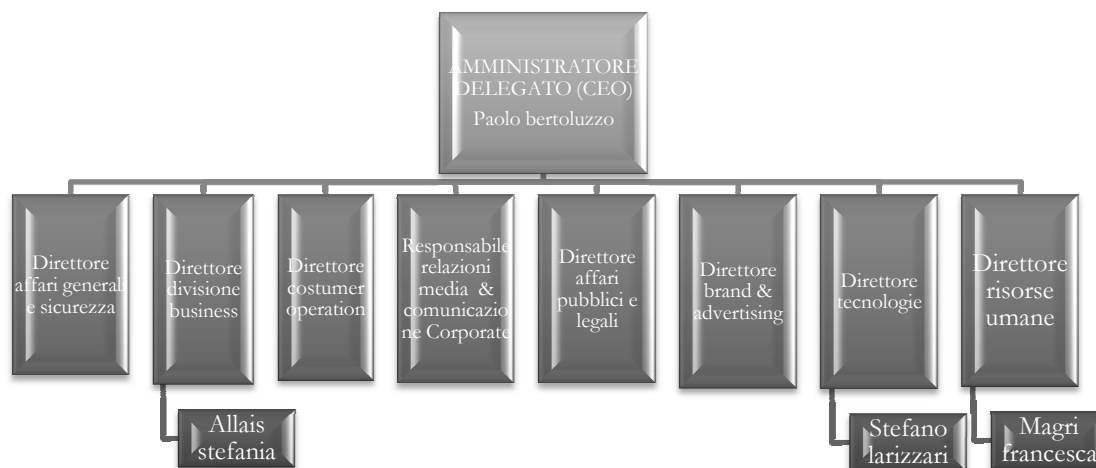 AMMINISTRATORE
DELEGATO (CEO)
Paolo bertoluzzo
Direttore
affari generali
e sicurezza
Direttore
divisione
business
Direttore
costumer
operation
Responsabile
relazioni
media &
comunicazio
ne Corporate
Direttore
affari
pubblici e
legali
Direttore
brand &
advertising
Direttore
tecnologie
Direttore
risorse
umane
Allais
stefania
Stefano
larizzari
Magri
francesca